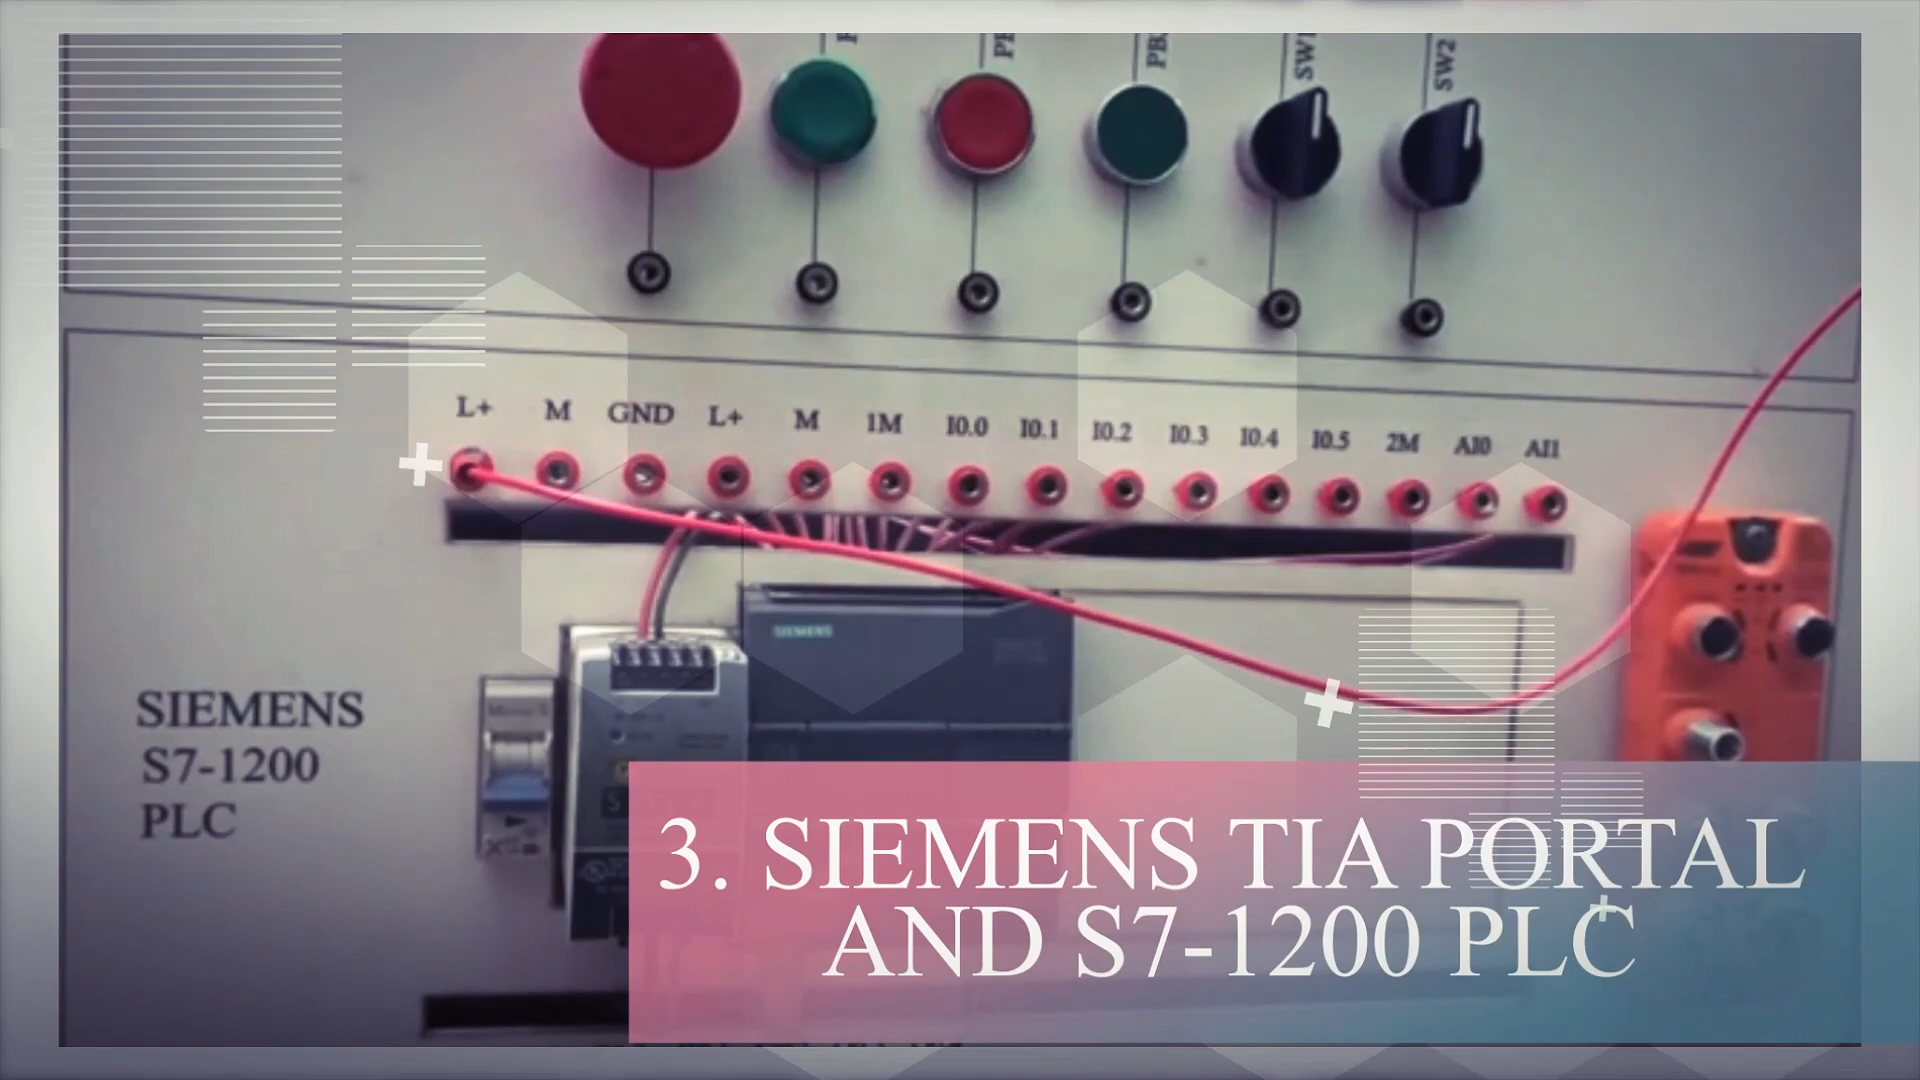 SW1
SW2
L+ M GND L+ M 1M I0.0 I0.1 I0.2 I0.3 I0.4 I0.5 2M AI0 AI1
SIEMENS
SIEMENS
S7-1200
PLC
3. SIEMENS TIA PORTAL
AND S7-1200 PLC